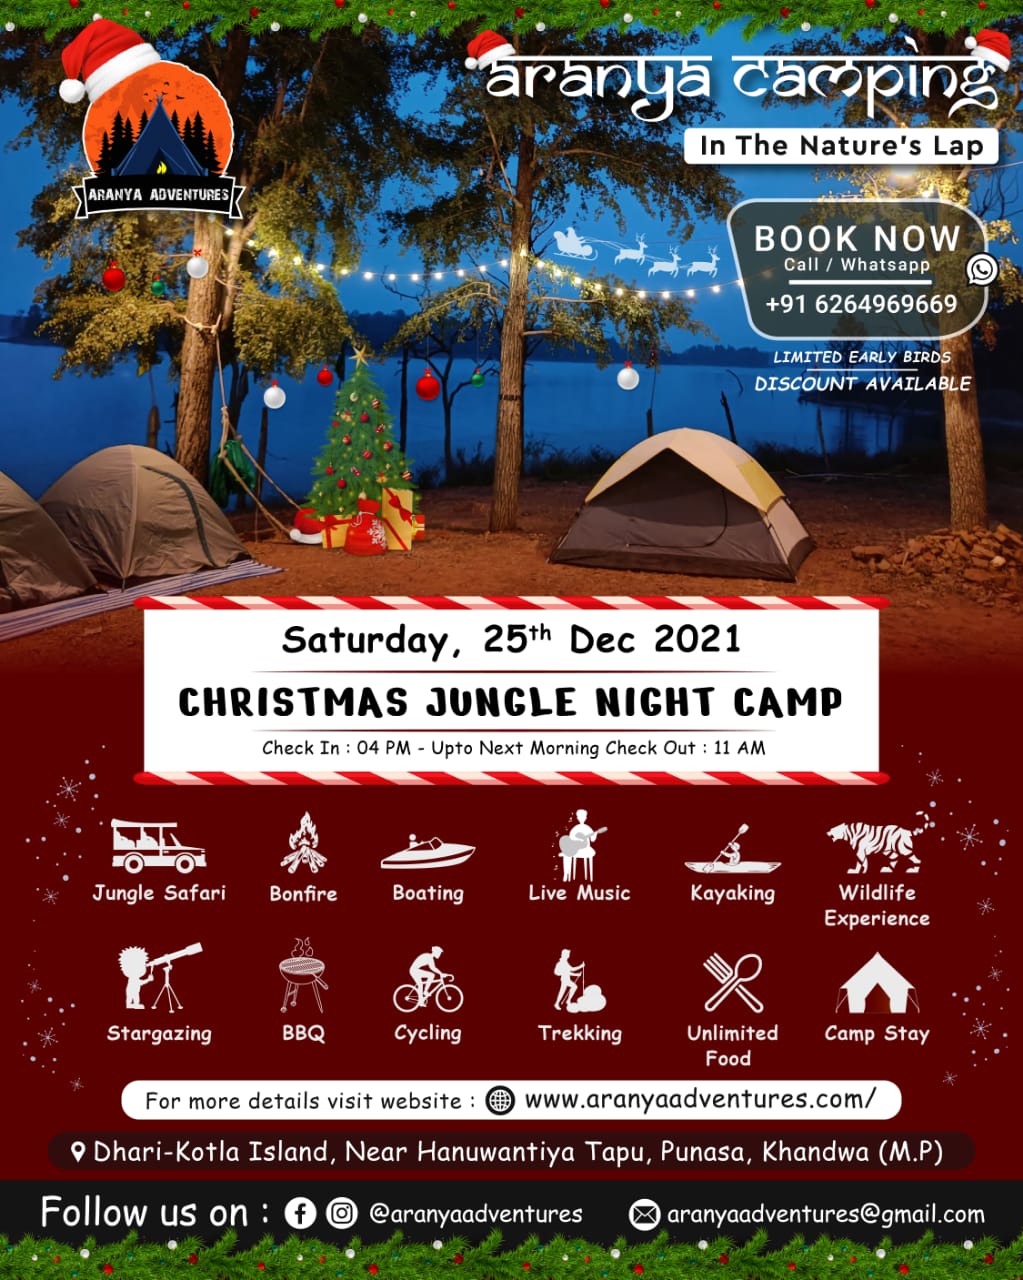 ARANYA ADVENTURES
aranya camping
In The Nature's Lap
BOOK NOW
Call / Whatsapp
+91 6264969669
LIMITED EARLY BIRDS
DISCOUNT AVAILABLE
Saturday, 25th Dec 2021
CHRISTMAS JUNGLE NIGHT CAMP
Check In : 04 PM - Upto Next Morning Check Out : 11 AM
Jungle Safari
Bonfire
Boating
Live Music
Kayaking
Wildlife
Experience
Stargazing
BBQ
Cycling
Trekking
Unlimited
Food
Camp Stay
For more details visit website : www.aranyaadventures.com/
Dhari-Kotla Island, Near Hanuwantiya Tapu, Punasa, Khandwa (M.P)
Follow us on : @aranyaadventures aranyaadventures@gmail.com